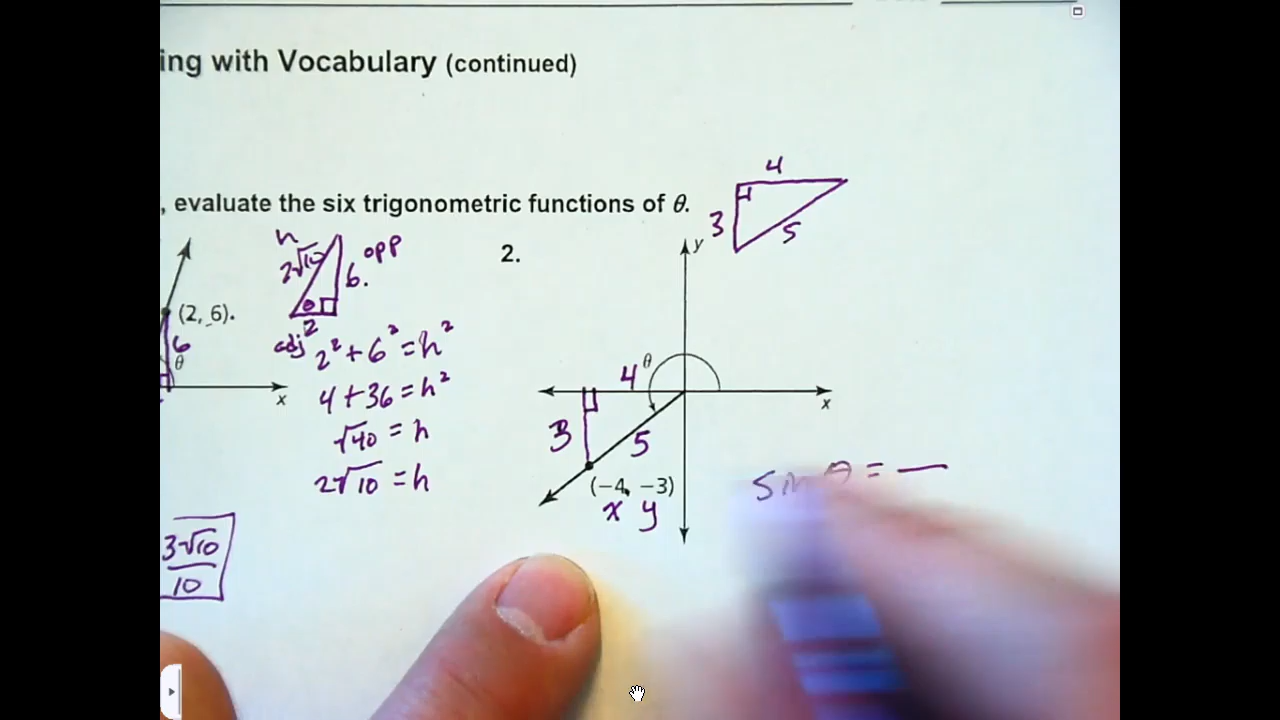 ing with Vocabulary (continued)
, evaluate the six trigonometric functions of θ.
h
2√10
opp
6.
θ
adj
2
(2, 6).
6
θ
x
2² + 6² = h²
4 + 36 = h²
√40 = h
2√10 = h
3√10
10
2.
4
3
5
y
θ
4
x
3
5
(−4, −3)
x y
sin θ =